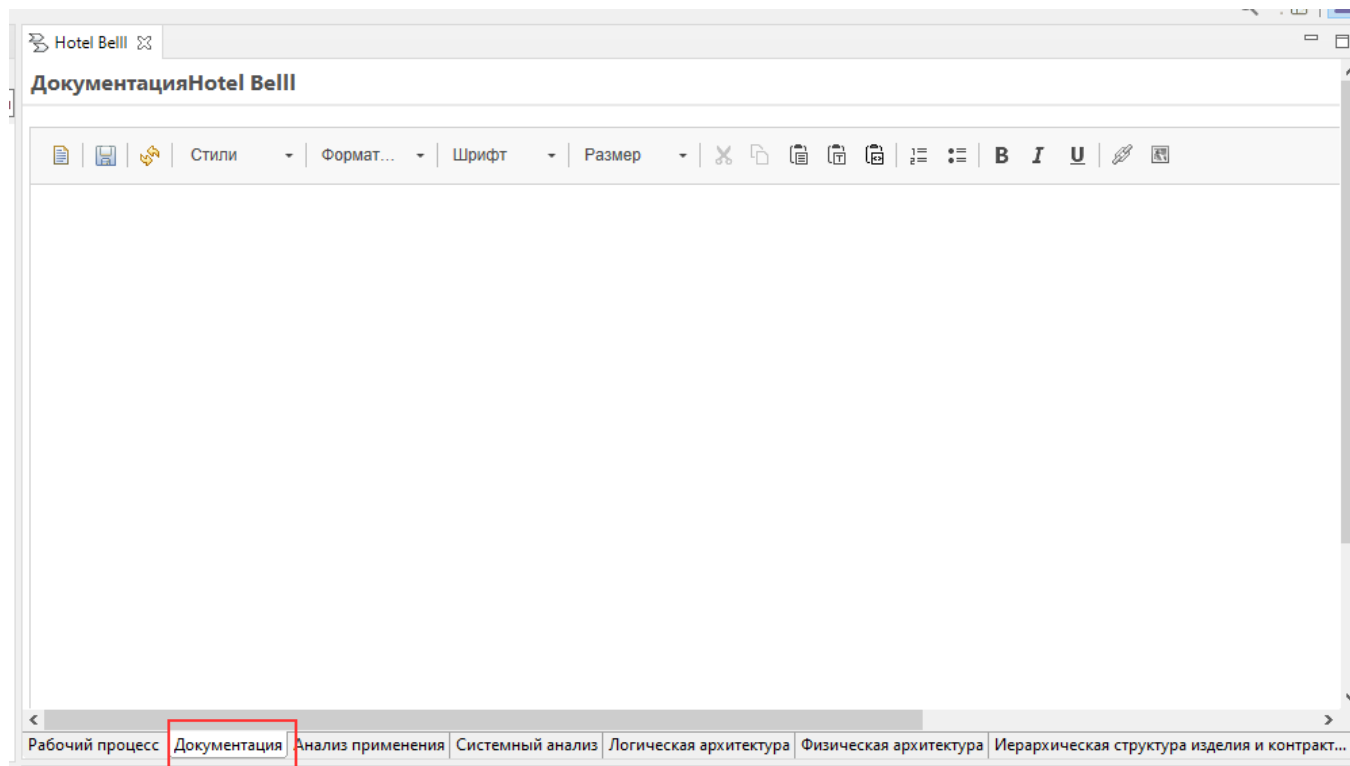 Hotel Belll
ДокументацияHotel Belll
Стили Формат... Шрифт Размер B I U
Рабочий процесс Документация Анализ применения Системный анализ Логическая архитектура Физическая архитектура Иерархическая структура изделия и контракт...